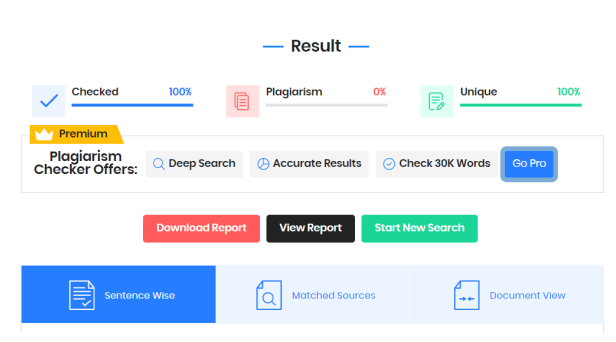 Result
Checked 100% Plagiarism 0% Unique 100%
Premium
Plagiarism
Checker Offers:
Deep Search Accurate Results Check 30K Words Go Pro
Download Report View Report Start New Search
Sentence Wise Matched Sources Document View